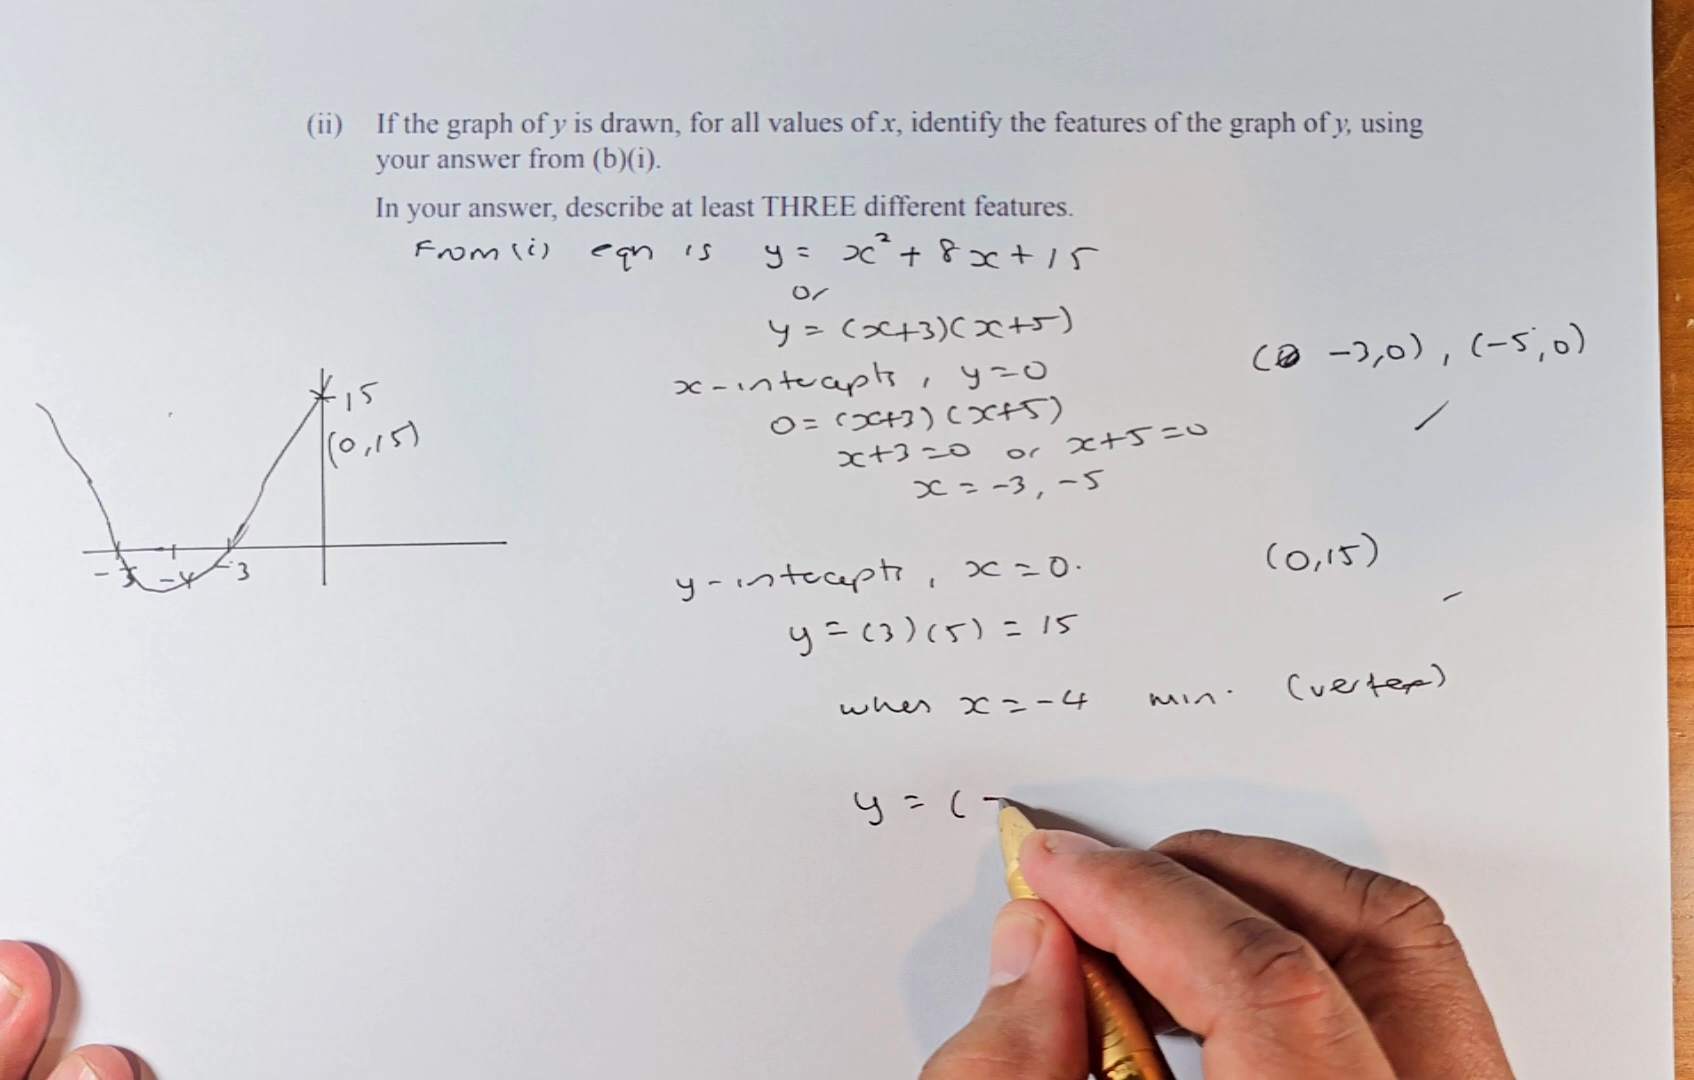 (ii) If the graph of y is drawn, for all values of x, identify the features of the graph of y, using
your answer from (b)(i).
In your answer, describe at least THREE different features.
From (i) eqn is y = x² + 8x + 15
or
y = (x+3)(x+5)
x-intcepts, y=0
(-3,0), (-5,0)
0 = (x+3)(x+5)
x+3=0 or x+5=0
x = -3, -5
y-intcepts, x=0.
(0,15)
y = (3)(5) = 15
when x = -4 min. (vertex)
y = (-
15
(0,15)
-5 -4 -3